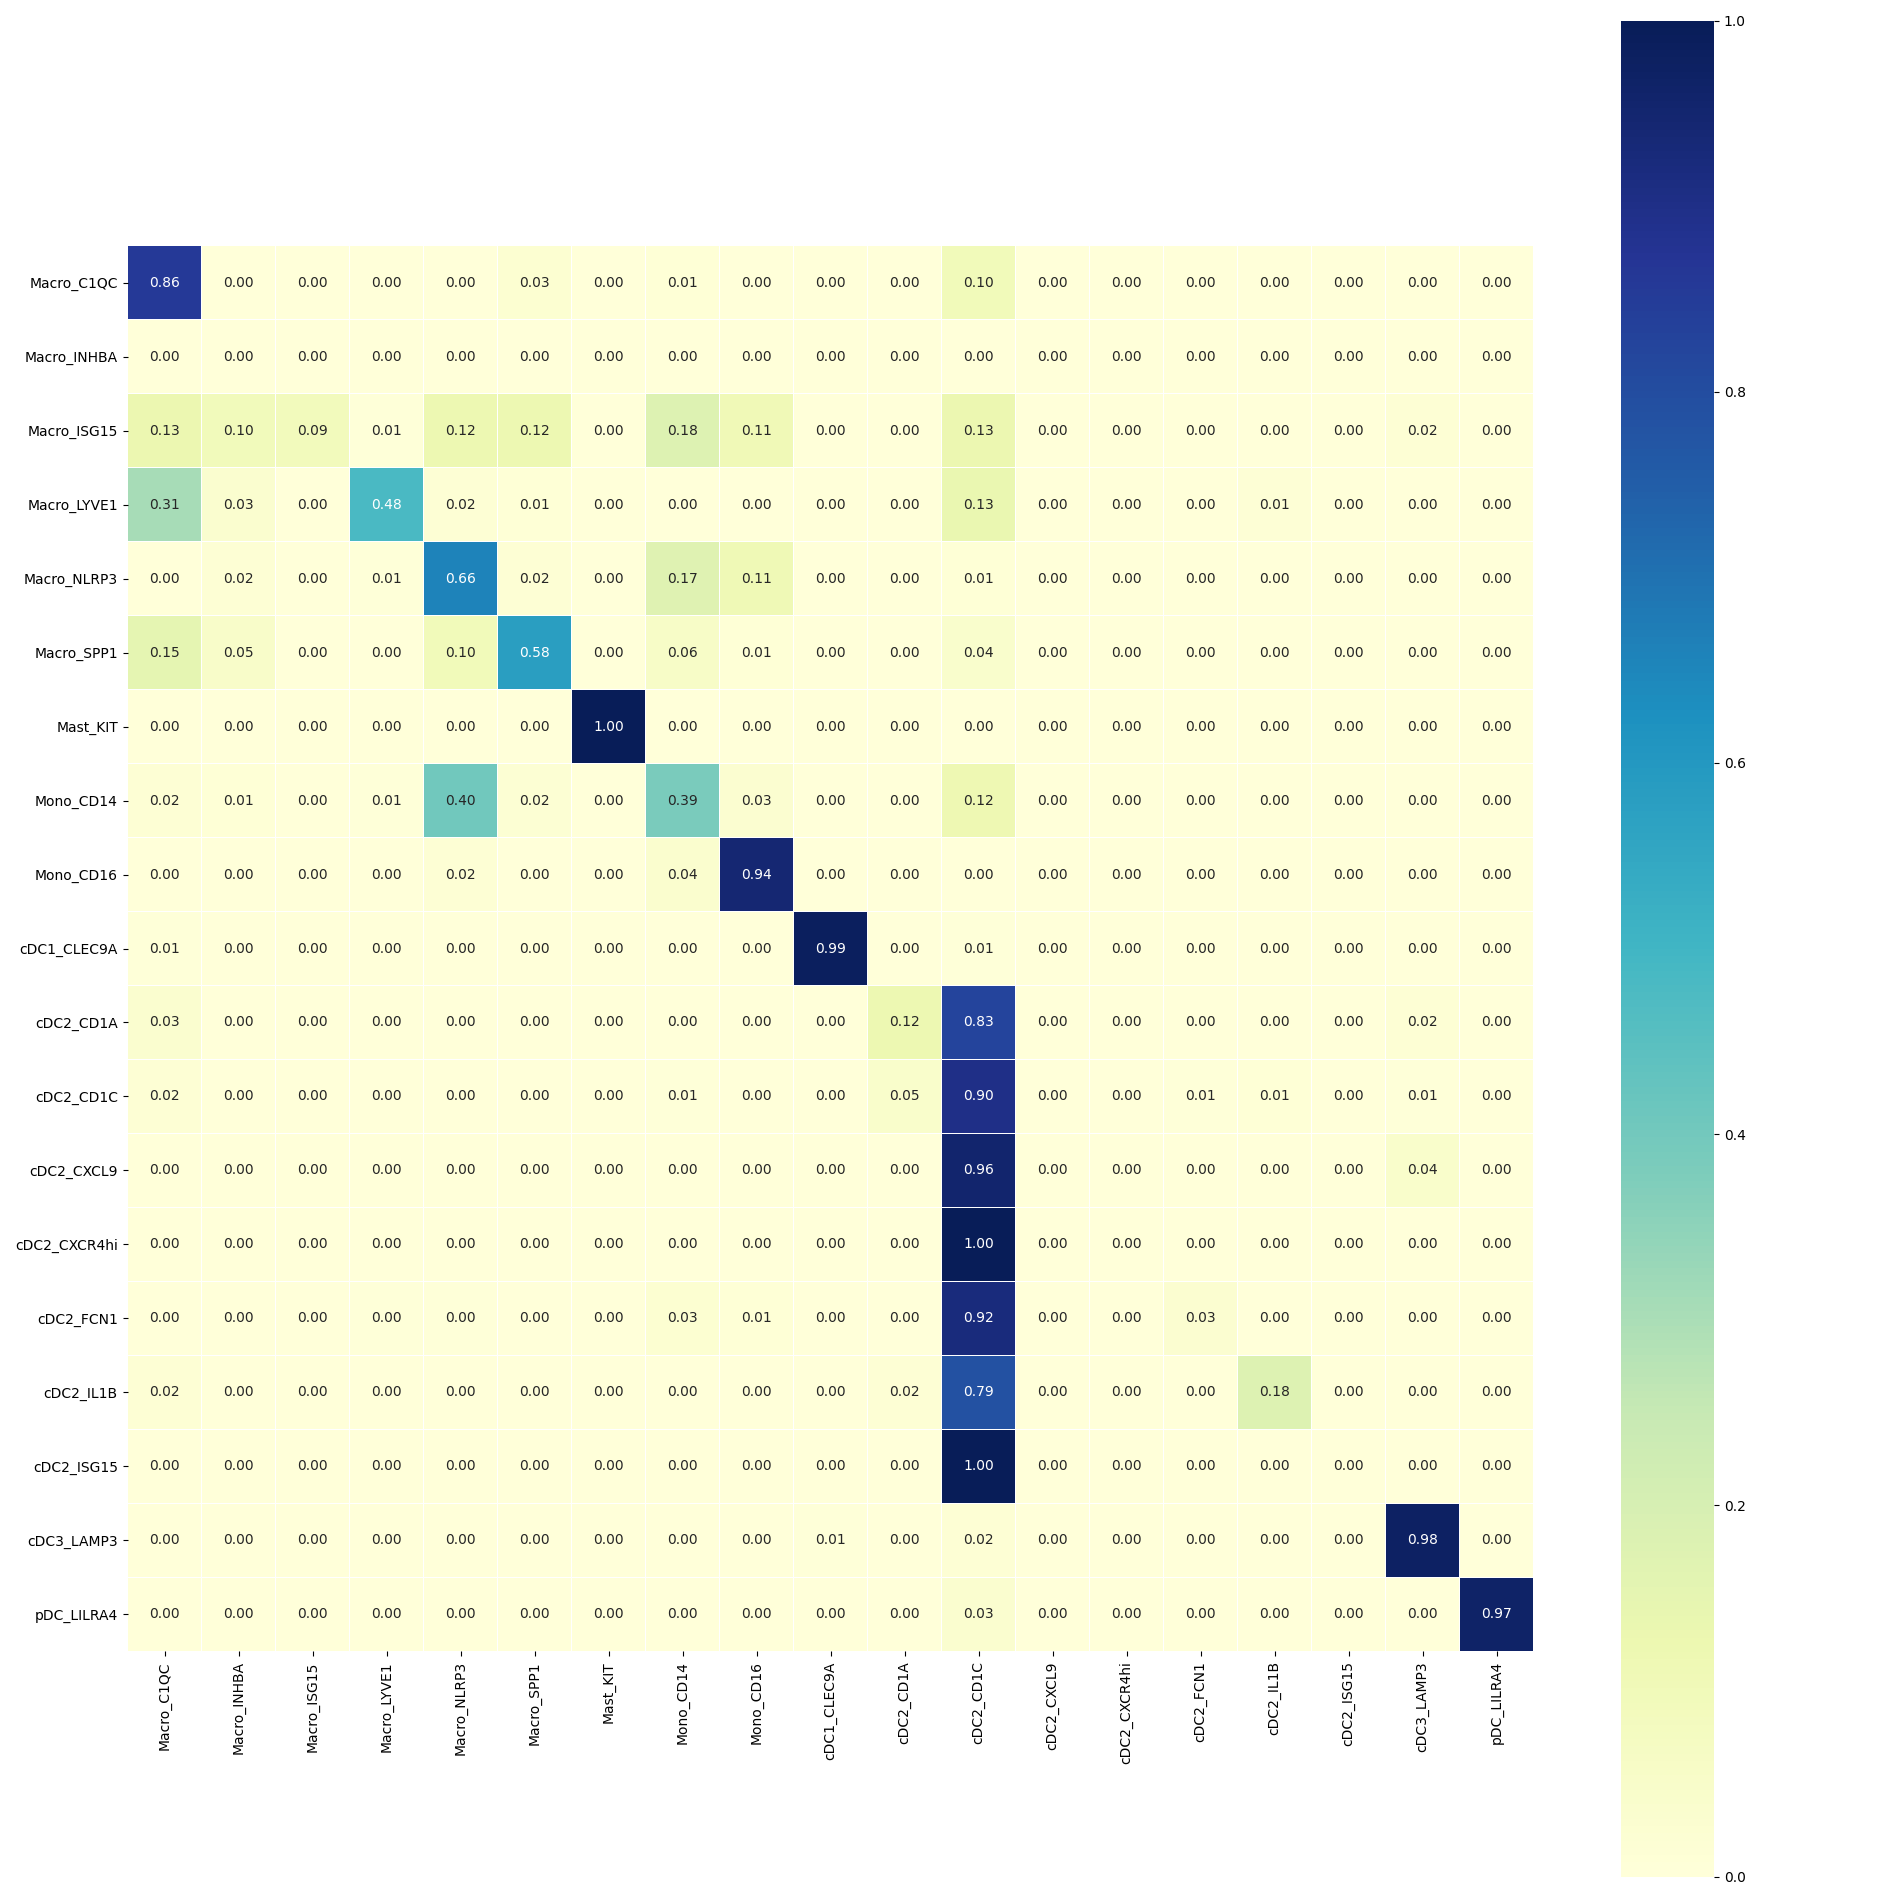 1.0
Macro_C1QC 0.86 0.00 0.00 0.00 0.00 0.03 0.00 0.01 0.00 0.00 0.00 0.10 0.00 0.00 0.00 0.00 0.00 0.00 0.00
Macro_INHBA 0.00 0.00 0.00 0.00 0.00 0.00 0.00 0.00 0.00 0.00 0.00 0.00 0.00 0.00 0.00 0.00 0.00 0.00 0.00
0.8
Macro_ISG15 0.13 0.10 0.09 0.01 0.12 0.12 0.00 0.18 0.11 0.00 0.00 0.13 0.00 0.00 0.00 0.00 0.00 0.02 0.00
Macro_LYVE1 0.31 0.03 0.00 0.48 0.02 0.01 0.00 0.00 0.00 0.00 0.00 0.13 0.00 0.00 0.00 0.01 0.00 0.00 0.00
Macro_NLRP3 0.00 0.02 0.00 0.01 0.66 0.02 0.00 0.17 0.11 0.00 0.00 0.01 0.00 0.00 0.00 0.00 0.00 0.00 0.00
Macro_SPP1 0.15 0.05 0.00 0.00 0.10 0.58 0.00 0.06 0.01 0.00 0.00 0.04 0.00 0.00 0.00 0.00 0.00 0.00 0.00
Mast_KIT 0.00 0.00 0.00 0.00 0.00 0.00 1.00 0.00 0.00 0.00 0.00 0.00 0.00 0.00 0.00 0.00 0.00 0.00 0.00
0.6
Mono_CD14 0.02 0.01 0.00 0.01 0.40 0.02 0.00 0.39 0.03 0.00 0.00 0.12 0.00 0.00 0.00 0.00 0.00 0.00 0.00
Mono_CD16 0.00 0.00 0.00 0.00 0.02 0.00 0.00 0.04 0.94 0.00 0.00 0.00 0.00 0.00 0.00 0.00 0.00 0.00 0.00
cDC1_CLEC9A 0.01 0.00 0.00 0.00 0.00 0.00 0.00 0.00 0.00 0.99 0.00 0.01 0.00 0.00 0.00 0.00 0.00 0.00 0.00
cDC2_CD1A 0.03 0.00 0.00 0.00 0.00 0.00 0.00 0.00 0.00 0.00 0.12 0.83 0.00 0.00 0.00 0.00 0.00 0.02 0.00
cDC2_CD1C 0.02 0.00 0.00 0.00 0.00 0.00 0.00 0.01 0.00 0.00 0.05 0.90 0.00 0.00 0.01 0.01 0.00 0.01 0.00
0.4
cDC2_CXCL9 0.00 0.00 0.00 0.00 0.00 0.00 0.00 0.00 0.00 0.00 0.00 0.96 0.00 0.00 0.00 0.00 0.00 0.04 0.00
cDC2_CXCR4hi 0.00 0.00 0.00 0.00 0.00 0.00 0.00 0.00 0.00 0.00 0.00 1.00 0.00 0.00 0.00 0.00 0.00 0.00 0.00
cDC2_FCN1 0.00 0.00 0.00 0.00 0.00 0.00 0.00 0.03 0.01 0.00 0.00 0.92 0.00 0.00 0.03 0.00 0.00 0.00 0.00
cDC2_IL1B 0.02 0.00 0.00 0.00 0.00 0.00 0.00 0.00 0.00 0.00 0.02 0.79 0.00 0.00 0.00 0.18 0.00 0.00 0.00
cDC2_ISG15 0.00 0.00 0.00 0.00 0.00 0.00 0.00 0.00 0.00 0.00 0.00 1.00 0.00 0.00 0.00 0.00 0.00 0.00 0.00
0.2
cDC3_LAMP3 0.00 0.00 0.00 0.00 0.00 0.00 0.00 0.00 0.00 0.01 0.00 0.02 0.00 0.00 0.00 0.00 0.00 0.98 0.00
pDC_LILRA4 0.00 0.00 0.00 0.00 0.00 0.00 0.00 0.00 0.00 0.00 0.00 0.03 0.00 0.00 0.00 0.00 0.00 0.00 0.97
Macro_C1QC
Macro_INHBA
Macro_ISG15
Macro_LYVE1
Macro_NLRP3
Macro_SPP1
Mast_KIT
Mono_CD14
Mono_CD16
cDC1_CLEC9A
cDC2_CD1A
cDC2_CD1C
cDC2_CXCL9
cDC2_CXCR4hi
cDC2_FCN1
cDC2_IL1B
cDC2_ISG15
cDC3_LAMP3
pDC_LILRA4
0.0